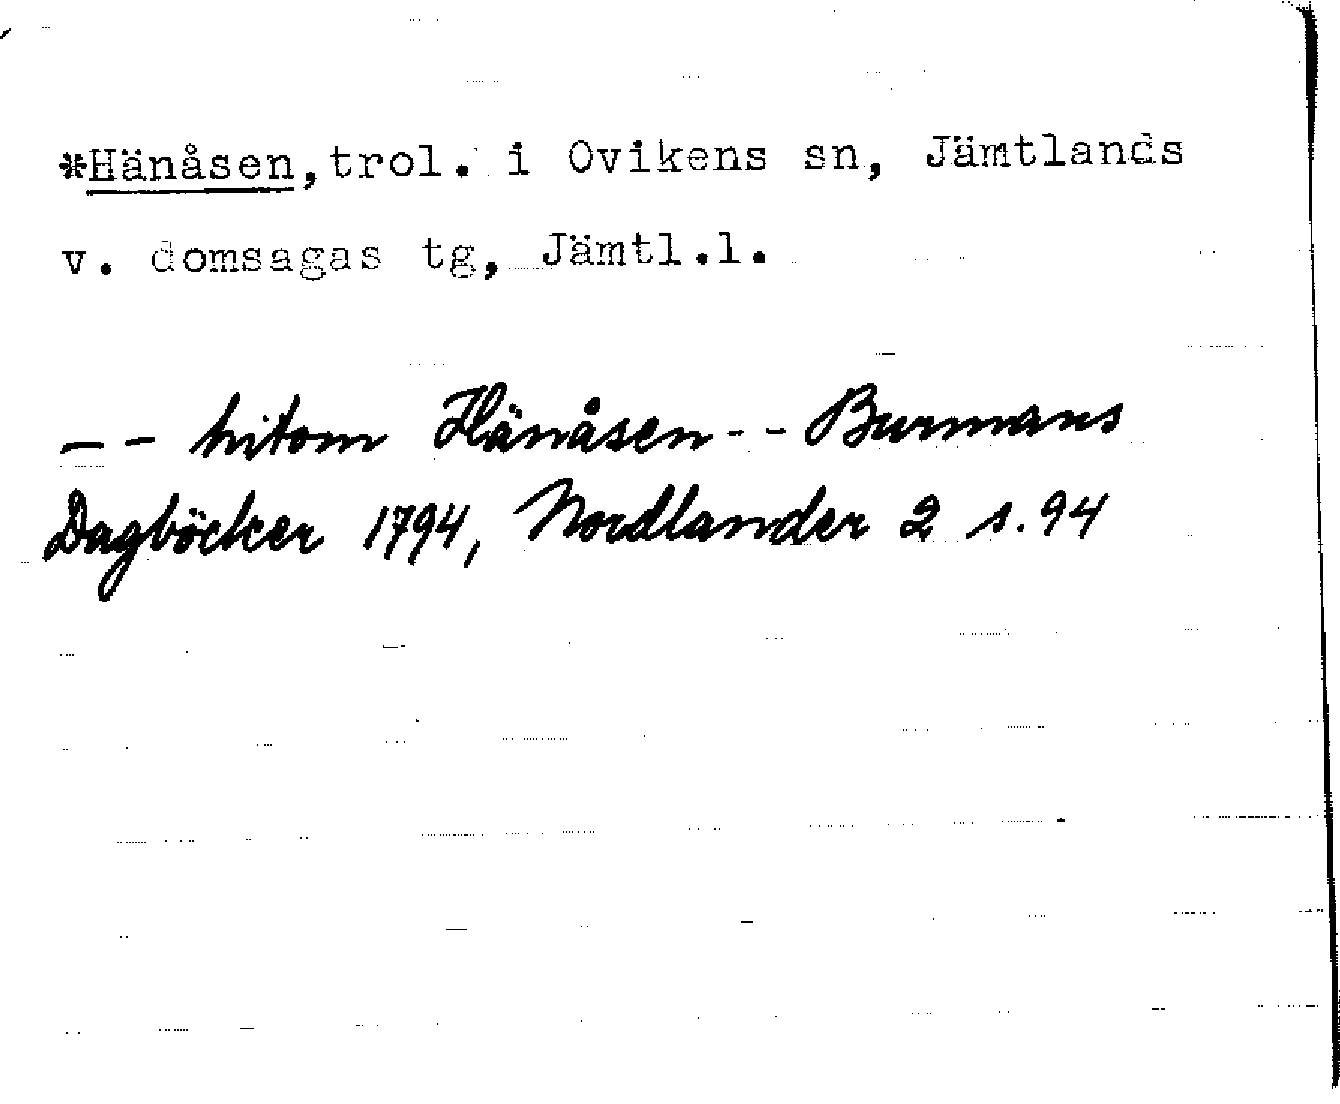 *Hänåsen, trol. i Ovikens sn, Jämtlands
v. domsagas tg, Jämtl.l.
-- hitom Hänåsen -- Burmans
Dagböcker 1794, Nordlander 2 s. 94